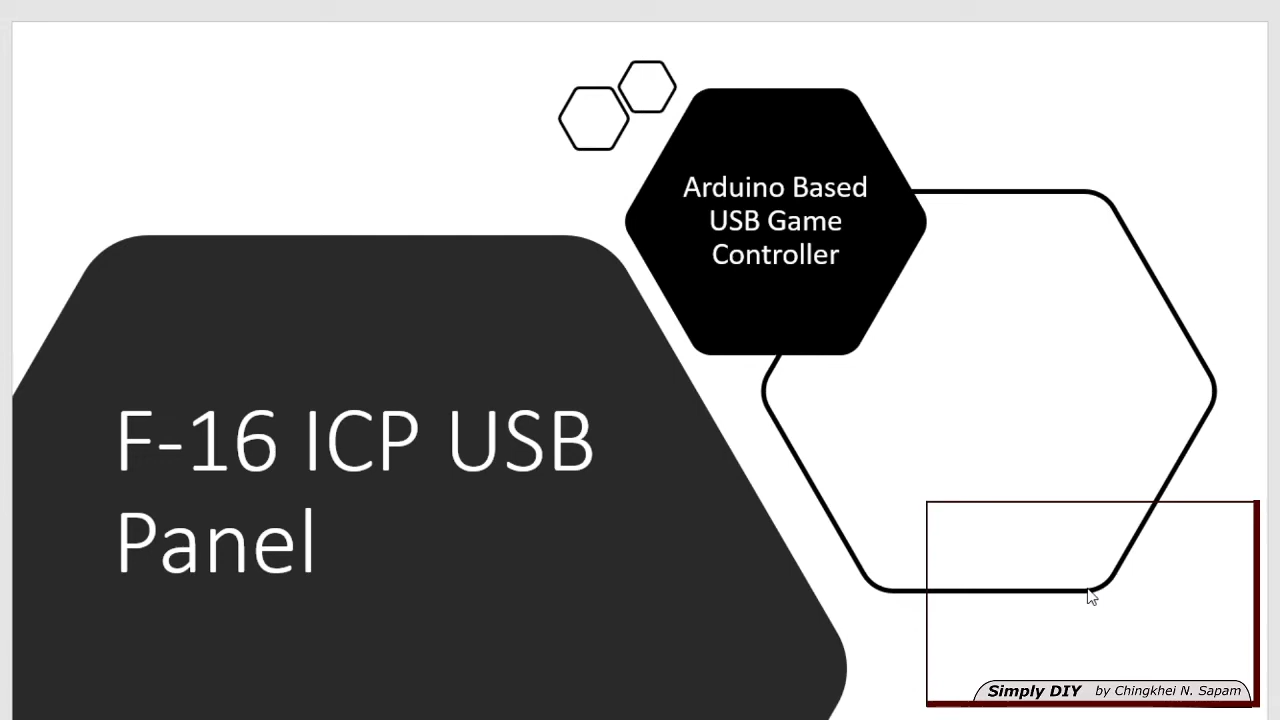 Arduino Based
USB Game
Controller
F-16 ICP USB
Panel
Simply DIY by Chingkhei N. Sapam